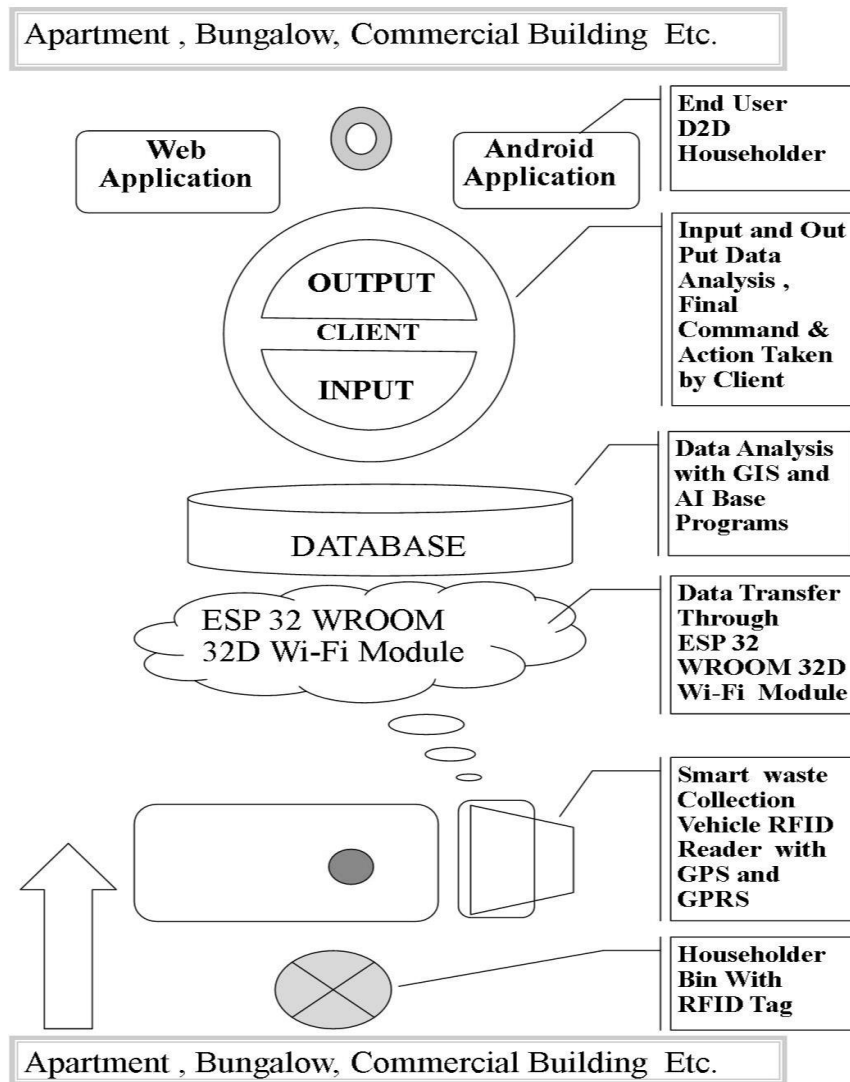 Apartment , Bungalow, Commercial Building Etc.
Web
Application
Android
Application
End User
D2D
Householder
OUTPUT
CLIENT
INPUT
Input and Out
Put Data
Analysis ,
Final
Command &
Action Taken
by Client
DATABASE
Data Analysis
with GIS and
AI Base
Programs
ESP 32 WROOM
32D Wi-Fi Module
Data Transfer
Through
ESP 32
WROOM 32D
Wi-Fi Module
Smart waste
Collection
Vehicle RFID
Reader with
GPS and
GPRS
Householder
Bin With
RFID Tag
Apartment , Bungalow, Commercial Building Etc.